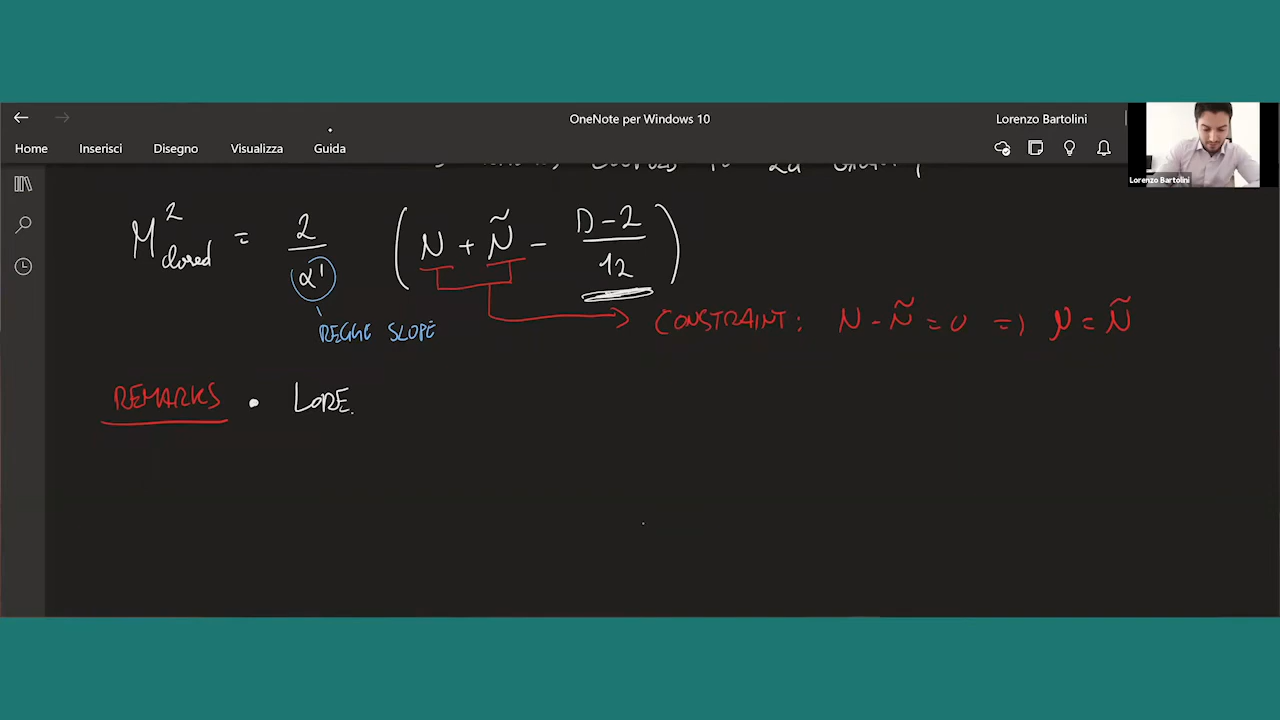 OneNote per Windows 10
Lorenzo Bartolini
Home Inserisci Disegno Visualizza Guida
Lorenzo Bartolini
M²closed = 2/α' (N + Ñ − D−2/12)
REGGE SLOPE
CONSTRAINT: N − Ñ = 0 => N = Ñ
REMARKS • LORE.